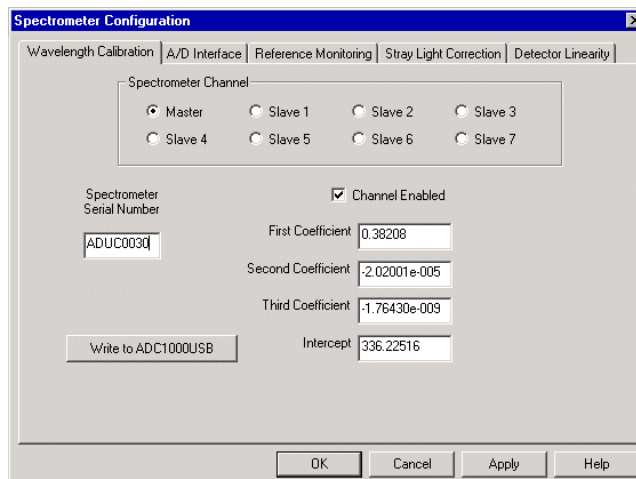 Spectrometer Configuration
Wavelength Calibration A/D Interface Reference Monitoring Stray Light Correction Detector Linearity
Spectrometer Channel
Master Slave 1 Slave 2 Slave 3
Slave 4 Slave 5 Slave 6 Slave 7
Spectrometer
Serial Number
Channel Enabled
ADUC0030
First Coefficient 0.38208
Second Coefficient -2.02001e-005
Third Coefficient -1.76430e-009
Write to ADC1000USB
Intercept 336.22516
OK Cancel Apply Help